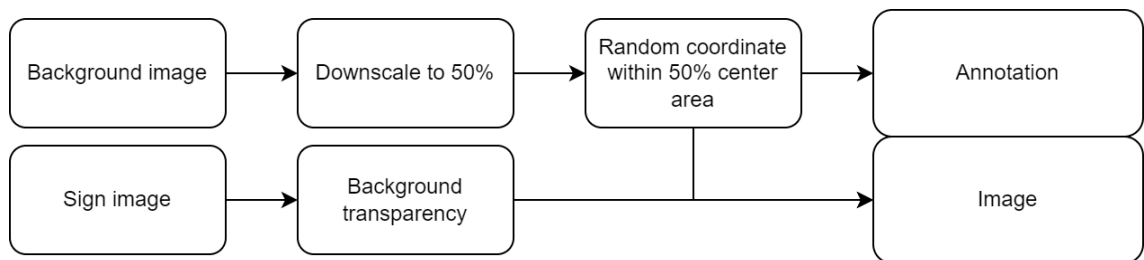 Background image
Downscale to 50%
Random coordinate
within 50% center
area
Annotation
Sign image
Background
transparency
Image